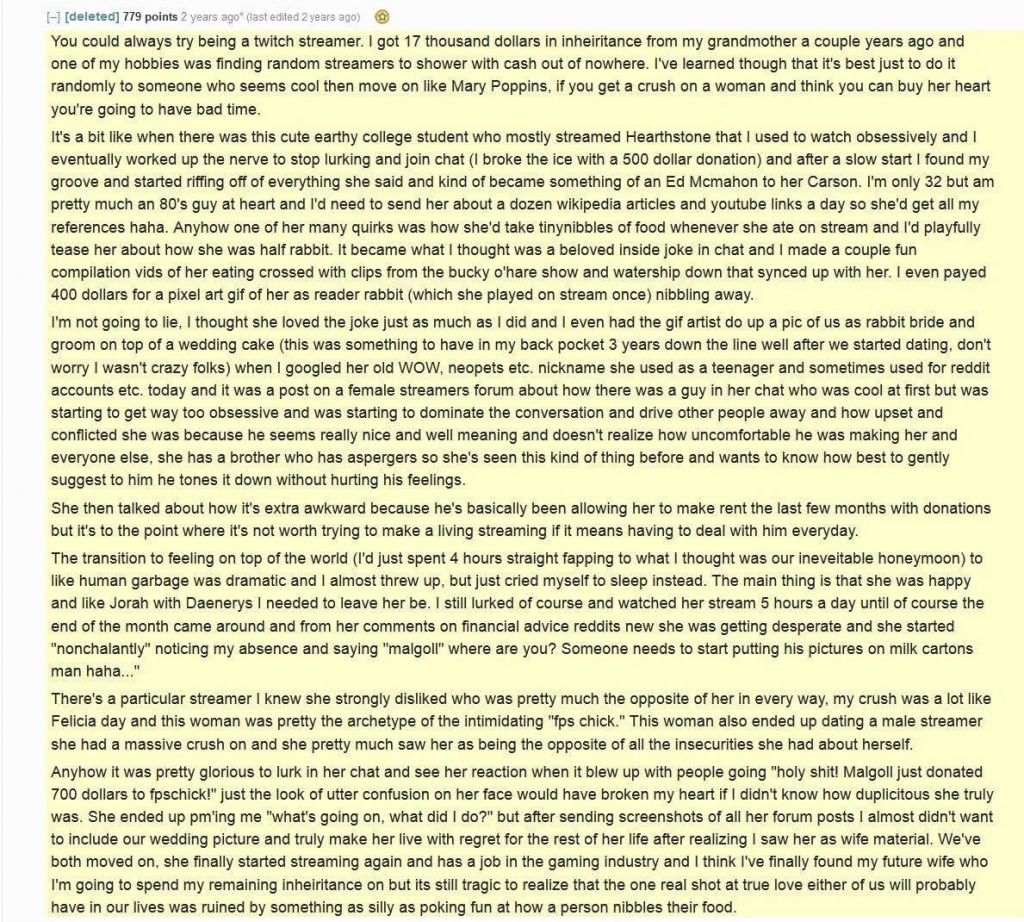 [–] [deleted] 779 points 2 years ago* (last edited 2 years ago)
You could always try being a twitch streamer. I got 17 thousand dollars in inheiritance from my grandmother a couple years ago and
one of my hobbies was finding random streamers to shower with cash out of nowhere. I've learned though that it's best just to do it
randomly to someone who seems cool then move on like Mary Poppins, if you get a crush on a woman and think you can buy her heart
you're going to have bad time.
It's a bit like when there was this cute earthy college student who mostly streamed Hearthstone that I used to watch obsessively and I
eventually worked up the nerve to stop lurking and join chat (I broke the ice with a 500 dollar donation) and after a slow start I found my
groove and started riffing off of everything she said and kind of became something of an Ed Mcmahon to her Carson. I'm only 32 but am
pretty much an 80's guy at heart and I'd need to send her about a dozen wikipedia articles and youtube links a day so she'd get all my
references haha. Anyhow one of her many quirks was how she'd take tinynibbles of food whenever she ate on stream and I'd playfully
tease her about how she was half rabbit. It became what I thought was a beloved inside joke in chat and I made a couple fun
compilation vids of her eating crossed with clips from the bucky o'hare show and watership down that synced up with her. I even payed
400 dollars for a pixel art gif of her as reader rabbit (which she played on stream once) nibbling away.
I'm not going to lie, I thought she loved the joke just as much as I did and I even had the gif artist do up a pic of us as rabbit bride and
groom on top of a wedding cake (this was something to have in my back pocket 3 years down the line well after we started dating, don't
worry I wasn't crazy folks) when I googled her old WOW, neopets etc. nickname she used as a teenager and sometimes used for reddit
accounts etc. today and it was a post on a female streamers forum about how there was a guy in her chat who was cool at first but was
starting to get way too obsessive and was starting to dominate the conversation and drive other people away and how upset and
conflicted she was because he seems really nice and well meaning and doesn't realize how uncomfortable he was making her and
everyone else, she has a brother who has aspergers so she's seen this kind of thing before and wants to know how best to gently
suggest to him he tones it down without hurting his feelings.
She then talked about how it's extra awkward because he's basically been allowing her to make rent the last few months with donations
but it's to the point where it's not worth trying to make a living streaming if it means having to deal with him everyday.
The transition to feeling on top of the world (I'd just spent 4 hours straight fapping to what I thought was our ineveitable honeymoon) to
like human garbage was dramatic and I almost threw up, but just cried myself to sleep instead. The main thing is that she was happy
and like Jorah with Daenerys I needed to leave her be. I still lurked of course and watched her stream 5 hours a day until of course the
end of the month came around and from her comments on financial advice reddits new she was getting desperate and she started
"nonchalantly" noticing my absence and saying "malgoll" where are you? Someone needs to start putting his pictures on milk cartons
man haha..."
There's a particular streamer I knew she strongly disliked who was pretty much the opposite of her in every way, my crush was a lot like
Felicia day and this woman was pretty the archetype of the intimidating "fps chick." This woman also ended up dating a male streamer
she had a massive crush on and she pretty much saw her as being the opposite of all the insecurities she had about herself.
Anyhow it was pretty glorious to lurk in her chat and see her reaction when it blew up with people going "holy shit! Malgoll just donated
700 dollars to fpschick!" just the look of utter confusion on her face would have broken my heart if I didn't know how duplicitous she truly
was. She ended up pm'ing me "what's going on, what did I do?" but after sending screenshots of all her forum posts I almost didn't want
to include our wedding picture and truly make her live with regret for the rest of her life after realizing I saw her as wife material. We've
both moved on, she finally started streaming again and has a job in the gaming industry and I think I've finally found my future wife who
I'm going to spend my remaining inheiritance on but its still tragic to realize that the one real shot at true love either of us will probably
have in our lives was ruined by something as silly as poking fun at how a person nibbles their food.